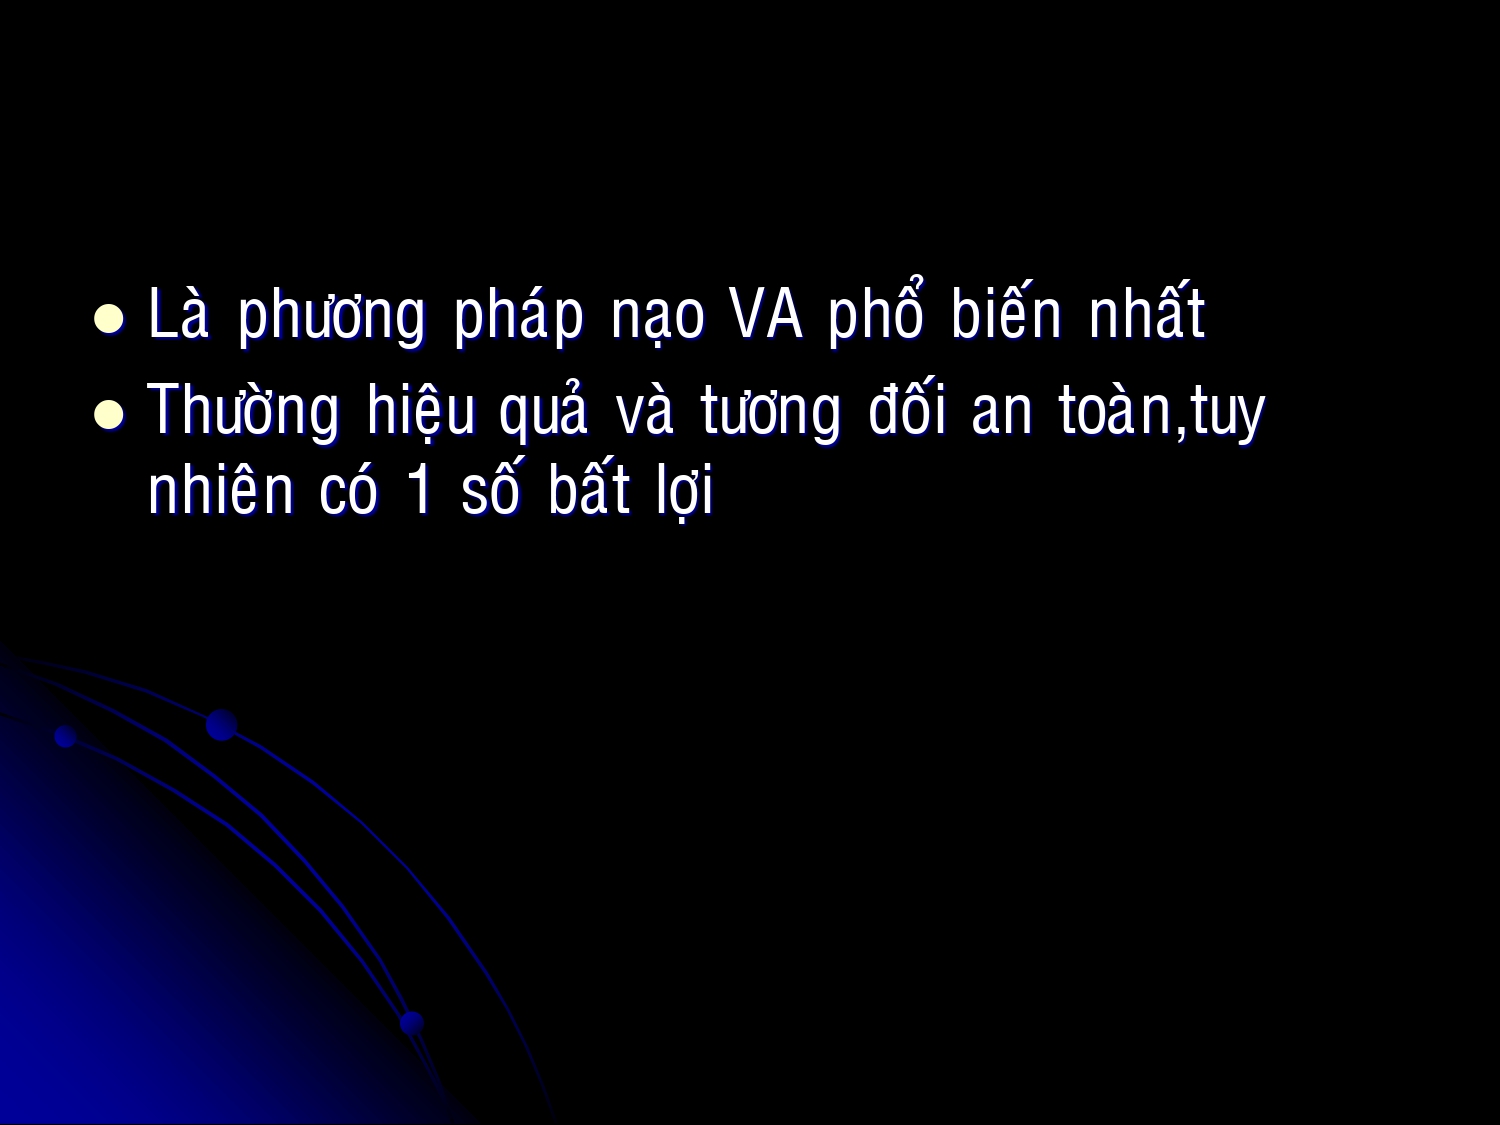 Là phương pháp nạo VA phổ biến nhất
Thường hiệu quả và tương đối an toàn,tuy
nhiên có 1 số bất lợi